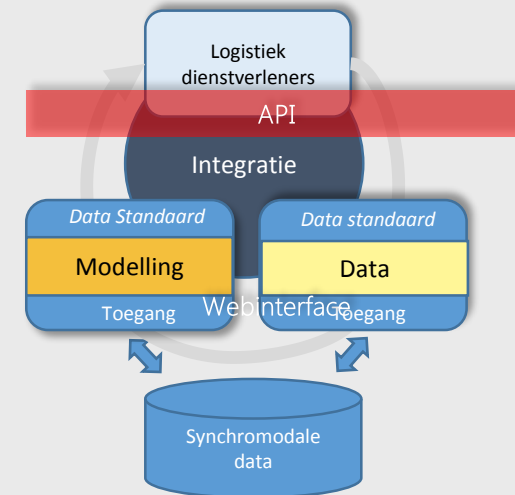 Logistiek
dienstverleners
API
Integratie
Data Standaard
Data standaard
Modelling
Data
Toegang
Webinterface
Toegang
Synchromodale
data